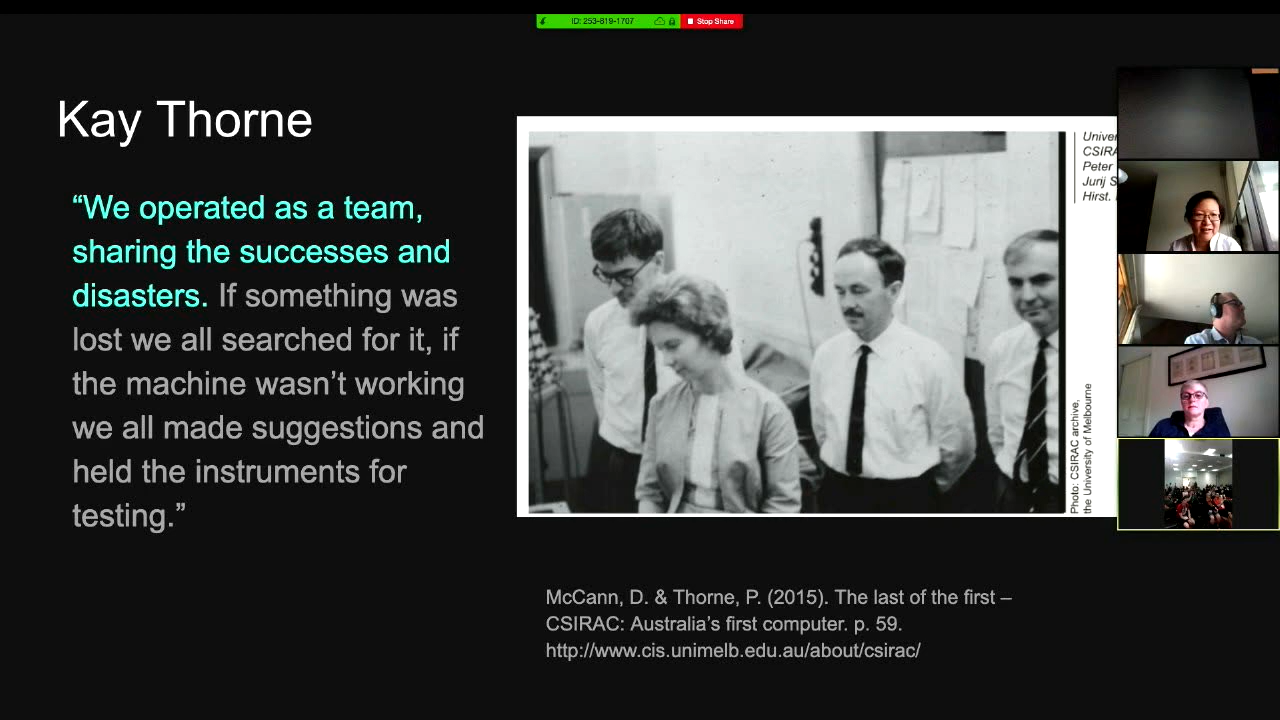 ID: 253-819-1707
Stop Share
Kay Thorne
“We operated as a team,
sharing the successes and
disasters. If something was
lost we all searched for it, if
the machine wasn’t working
we all made suggestions and
held the instruments for
testing.”
CSIRA
Peter
Hirst.
Photo: CSIRAC archive,
the University of Melbourne
McCann, D. & Thorne, P. (2015). The last of the first –
CSIRAC: Australia’s first computer. p. 59.
http://www.cis.unimelb.edu.au/about/csirac/